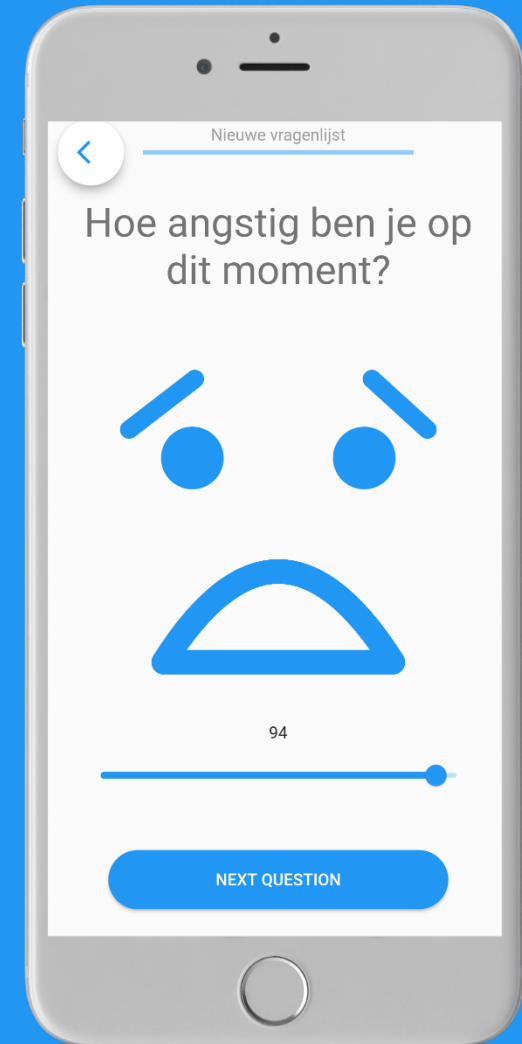 Nieuwe vragenlijst
Hoe angstig ben je op
dit moment?
94
NEXT QUESTION